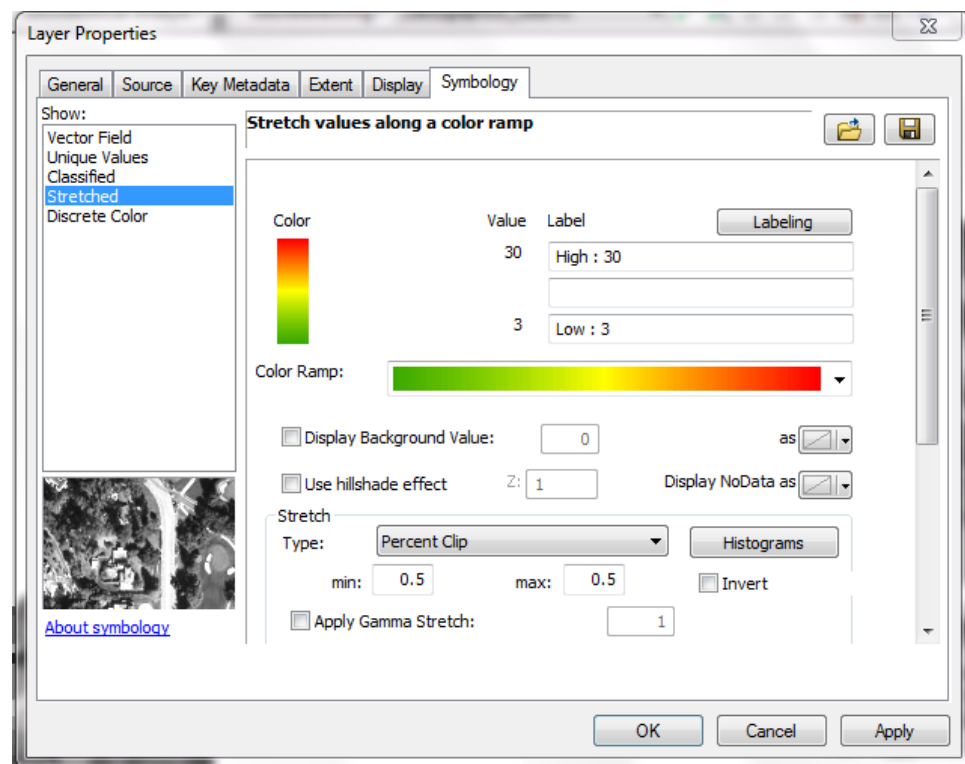 Layer Properties
General Source Key Metadata Extent Display Symbology
Show:
Vector Field
Unique Values
Classified
Stretched
Discrete Color
About symbology
Stretch values along a color ramp
Color Value Label Labeling
30 High : 30
3 Low : 3
Color Ramp:
Display Background Value: 0 as
Use hillshade effect Z: 1 Display NoData as
Stretch
Type: Percent Clip Histograms
min: 0.5 max: 0.5 Invert
Apply Gamma Stretch: 1
OK Cancel Apply